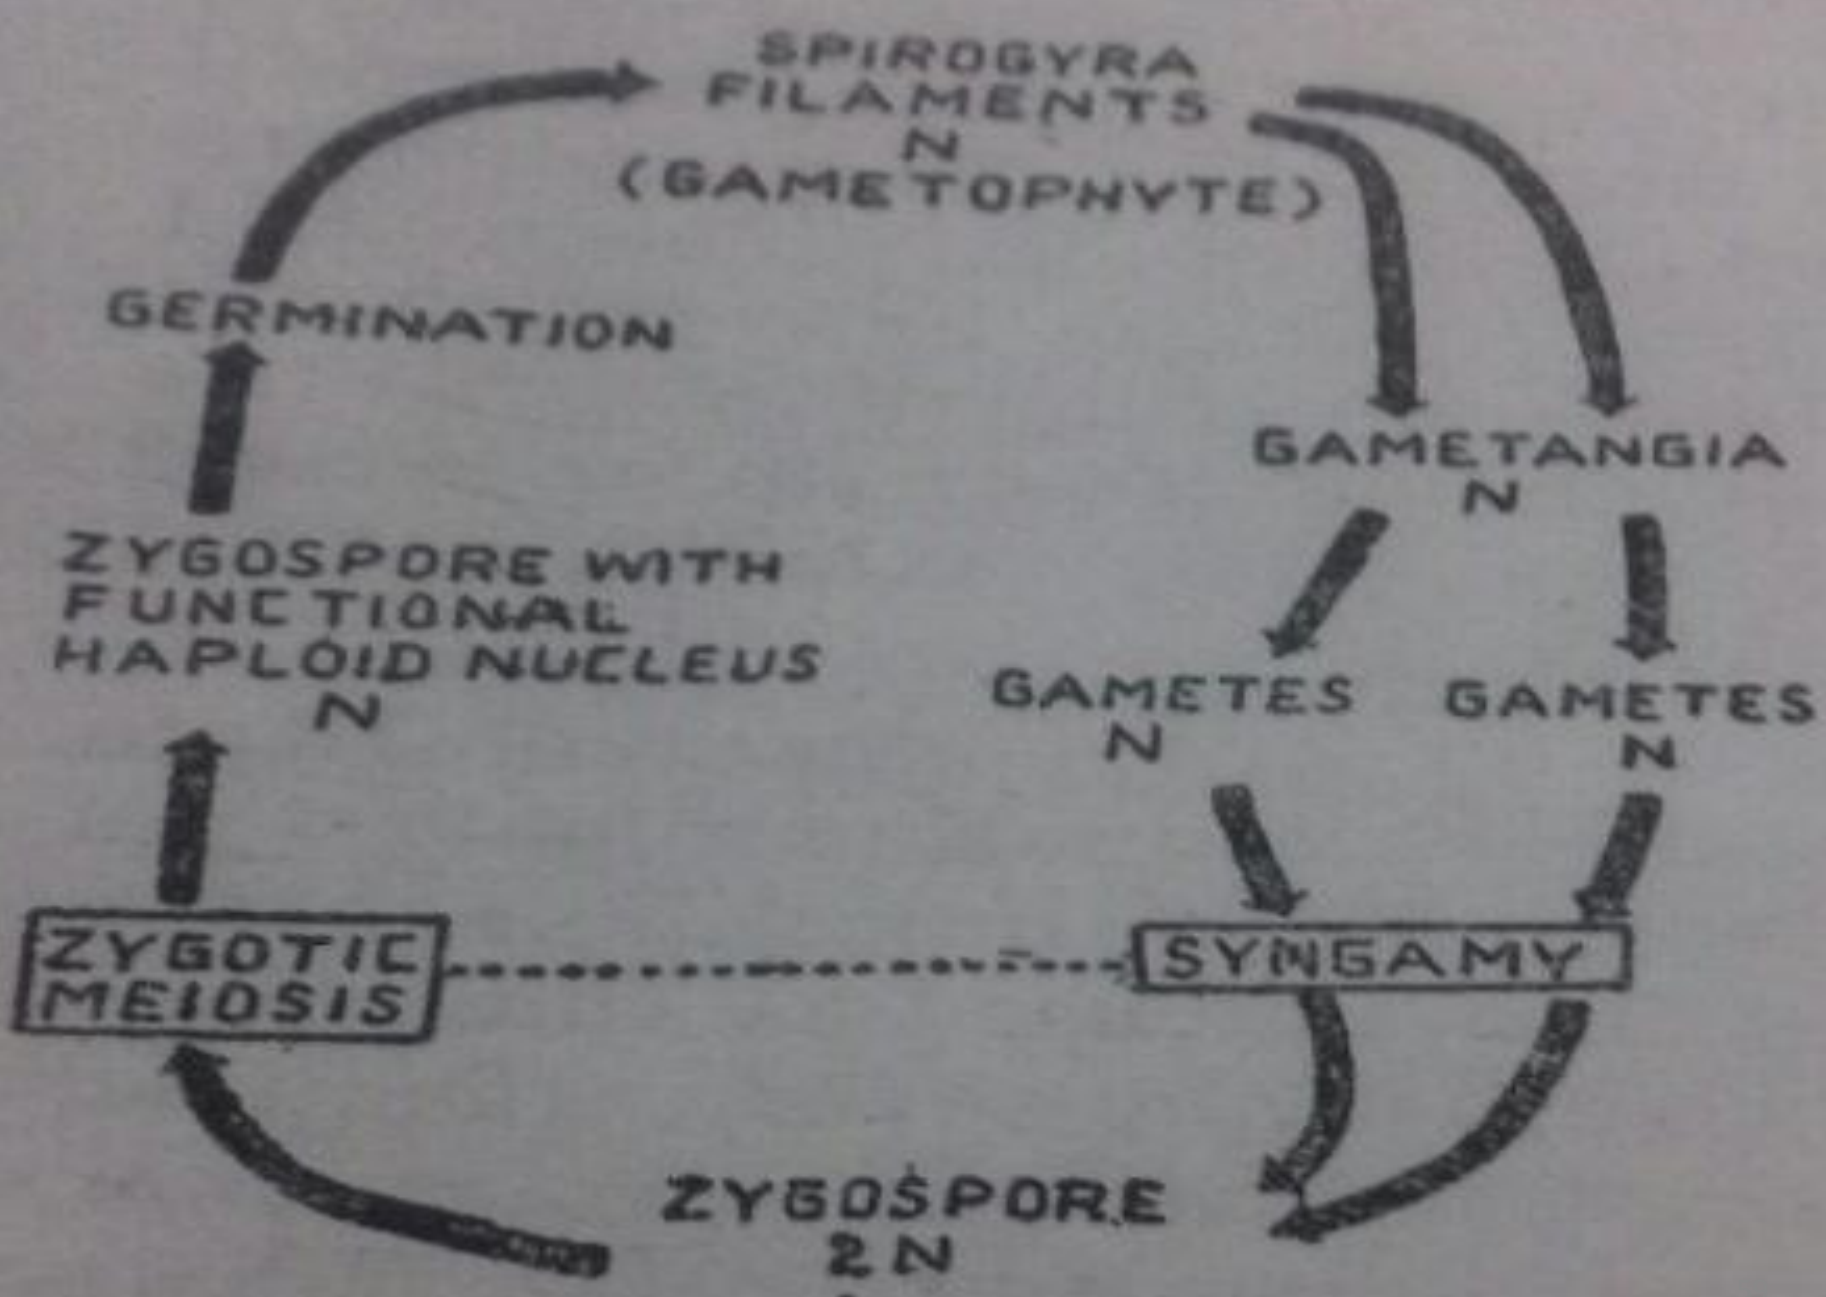 SPIROGYRA
FILAMENTS
N
(GAMETOPHYTE)
GERMINATION
GAMETANGIA
N
ZYGOSPORE WITH
FUNCTIONAL
HAPLOID NUCLEUS
N
GAMETES
N
GAMETES
N
ZYGOTIC
MEIOSIS
SYNGAMY
ZYGOSPORE
2N